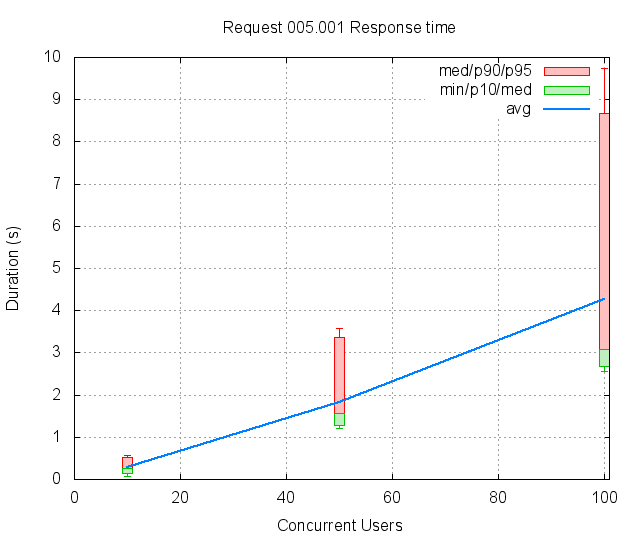 Request 005.001 Response time
med/p90/p95
min/p10/med
avg
10
9
8
7
6
5
4
3
2
1
0
Duration (s)
0 20 40 60 80 100
Concurrent Users